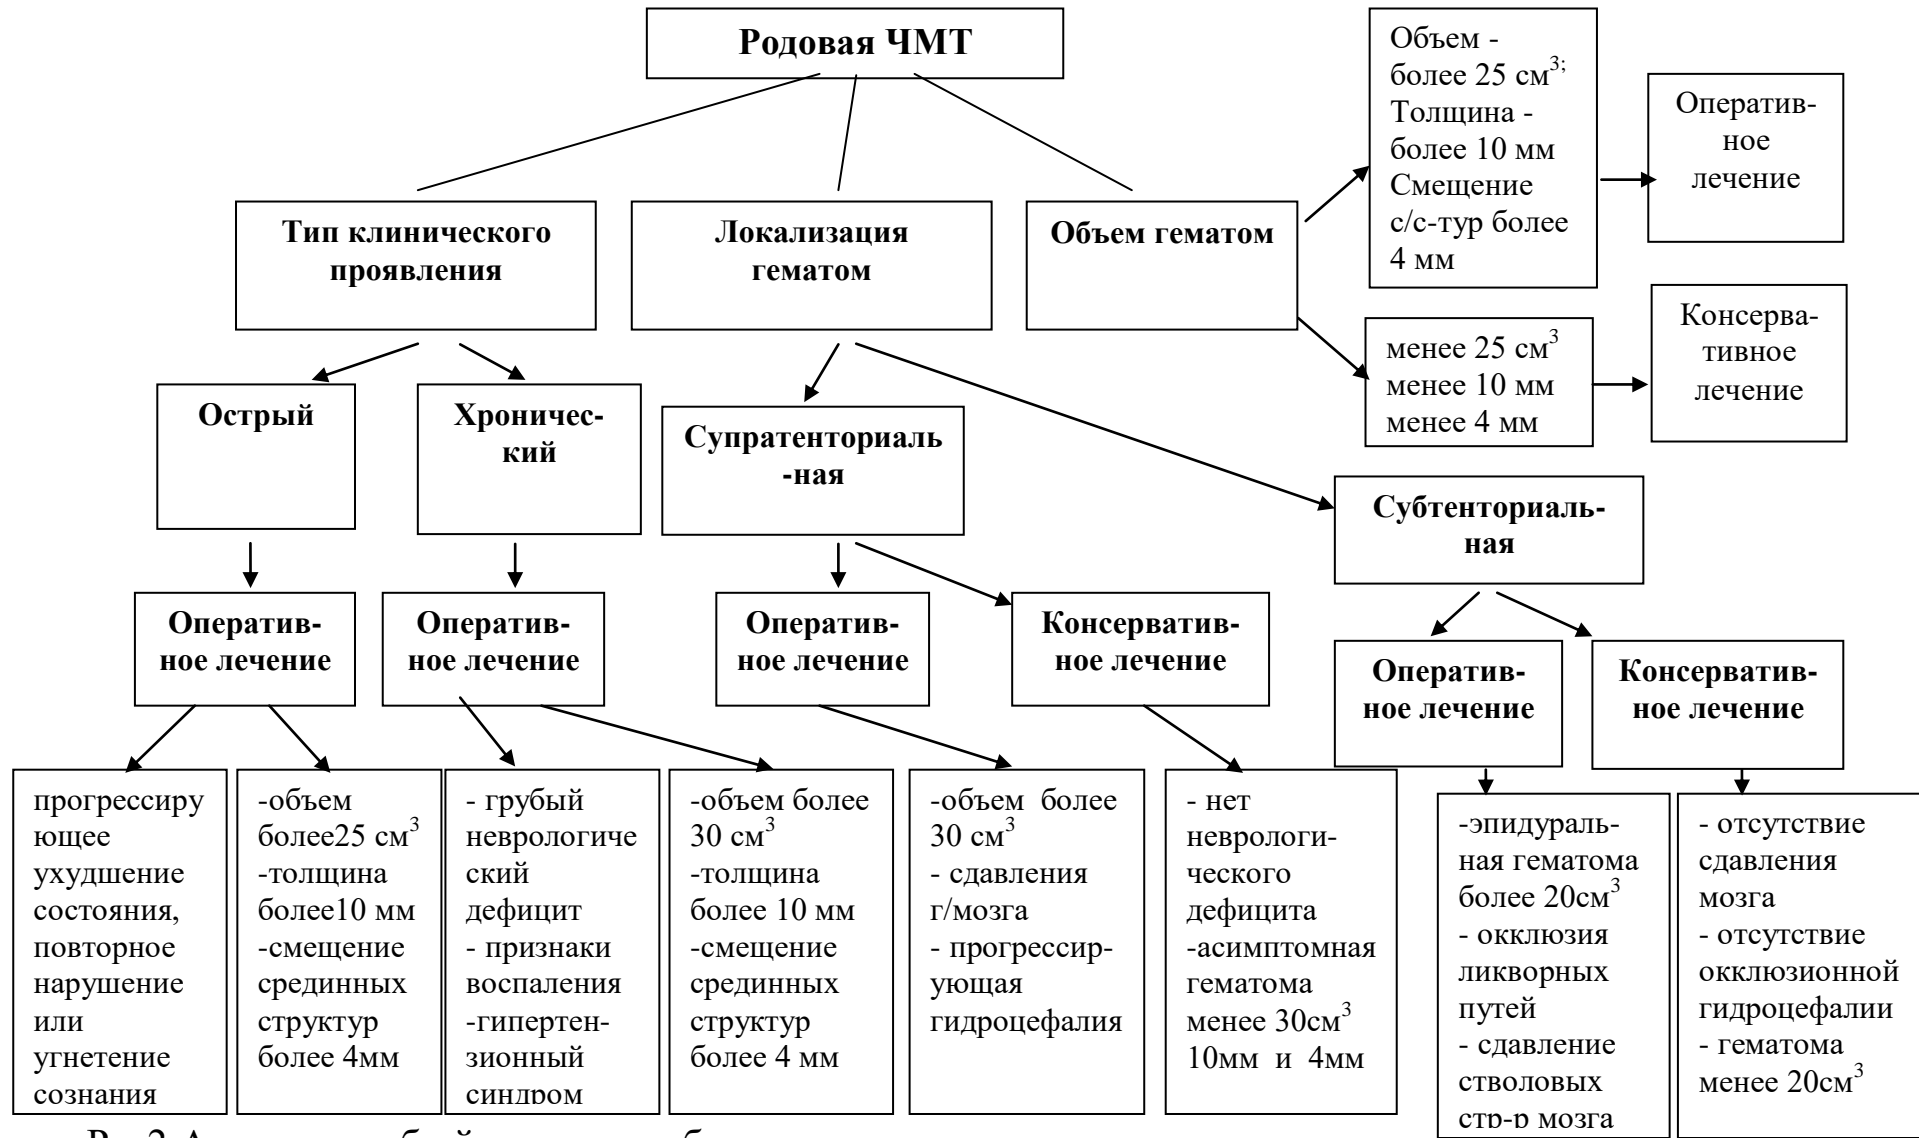 Родовая ЧМТ
Объем -
более 25 см³;
Толщина -
более 10 мм
Смещение
с/с-тур более
4 мм
Оператив-
ное
лечение
Тип клинического
проявления
Локализация
гематом
Объем гематом
менее 25 см³
менее 10 мм
менее 4 мм
Консерва-
тивное
лечение
Острый
Хроничес-
кий
Супратенториаль
-ная
Субтенториаль-
ная
Оператив-
ное лечение
Оператив-
ное лечение
Оператив-
ное лечение
Консерватив-
ное лечение
Оператив-
ное лечение
Консерватив-
ное лечение
прогрессиру
ющее
ухудшение
состояния,
повторное
нарушение
или
угнетение
сознания
-объем
более25 см³
-толщина
более10 мм
-смещение
срединных
структур
более 4мм
- грубый
неврологиче
ский
дефицит
- признаки
воспаления
-гипертен-
зионный
синдром
-объем более
30 см³
-толщина
более 10 мм
-смещение
срединных
структур
более 4 мм
-объем более
30 см³
- сдавления
г/мозга
- прогрессир-
ующая
гидроцефалия
- нет
неврологи-
ческого
дефицита
-асимптомная
гематома
менее 30см³
10мм и 4мм
-эпидураль-
ная гематома
более 20см³
- окклюзия
ликворных
путей
- сдавление
стволовых
стр-р мозга
- отсутствие
сдавления
мозга
- отсутствие
окклюзионной
гидроцефалии
- гематома
менее 20см³